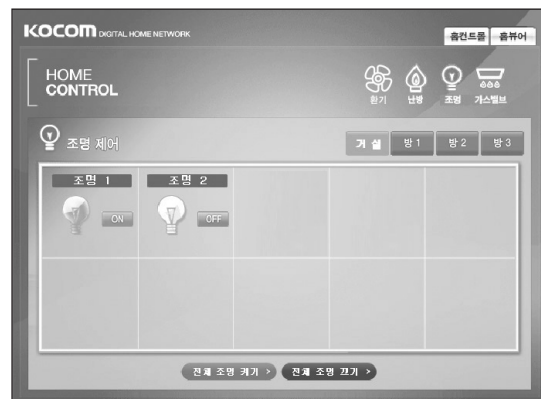 KOCOM DIGITAL HOME NETWORK
홈컨트롤 홈뷰어
HOME
CONTROL
환기 난방 조명 가스밸브
조명 제어
거 실 방 1 방 2 방 3
조명 1 조명 2
ON OFF
전체 조명 켜기 > 전체 조명 끄기 >